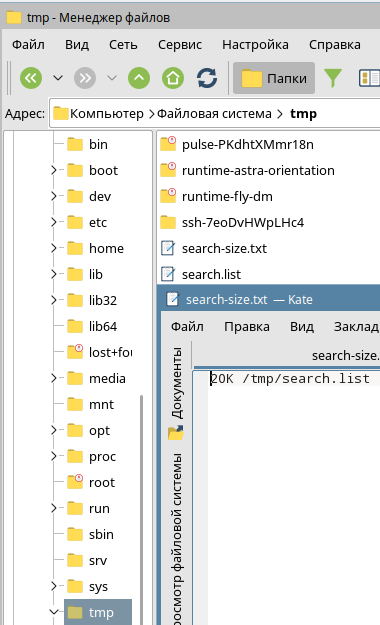 tmp - Менеджер файлов
Файл Вид Сеть Сервис Настройка Справка
Папки
Адрес: Компьютер Файловая система tmp
bin
boot
dev
etc
home
lib
lib32
lib64
lost+fou
media
mnt
opt
proc
root
run
sbin
srv
sys
tmp
pulse-PKdhtXMmr18n
runtime-astra-orientation
runtime-fly-dm
ssh-7eoDvHWpLHc4
search-size.txt
search.list
search-size.txt — Kate
Файл Правка Вид Заклад
Документы
росмотр файловой системы
search-size.
20K /tmp/search.list